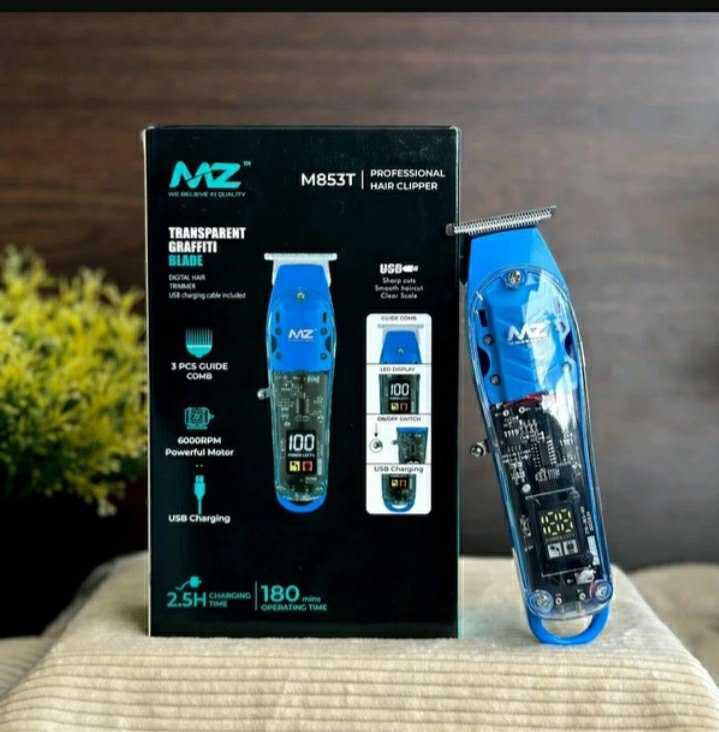 MZ™
WE BELIEVE IN QUALITY
M853T
PROFESSIONAL
HAIR CLIPPER
TRANSPARENT
GRAFFITI
BLADE
DIGITAL HAIR
TRIMMER
USB charging cable included
3 PCS GUIDE
COMB
6000RPM
Powerful Motor
USB Charging
2.5H
CHARGING
TIME
180 mins
OPERATING TIME
MZ
100
USB
Sharp cuts
Smooth haircut
Clear Scale
GUIDE COMB
LED DISPLAY
100
ON/OFF SWITCH
USB Charging
MZ